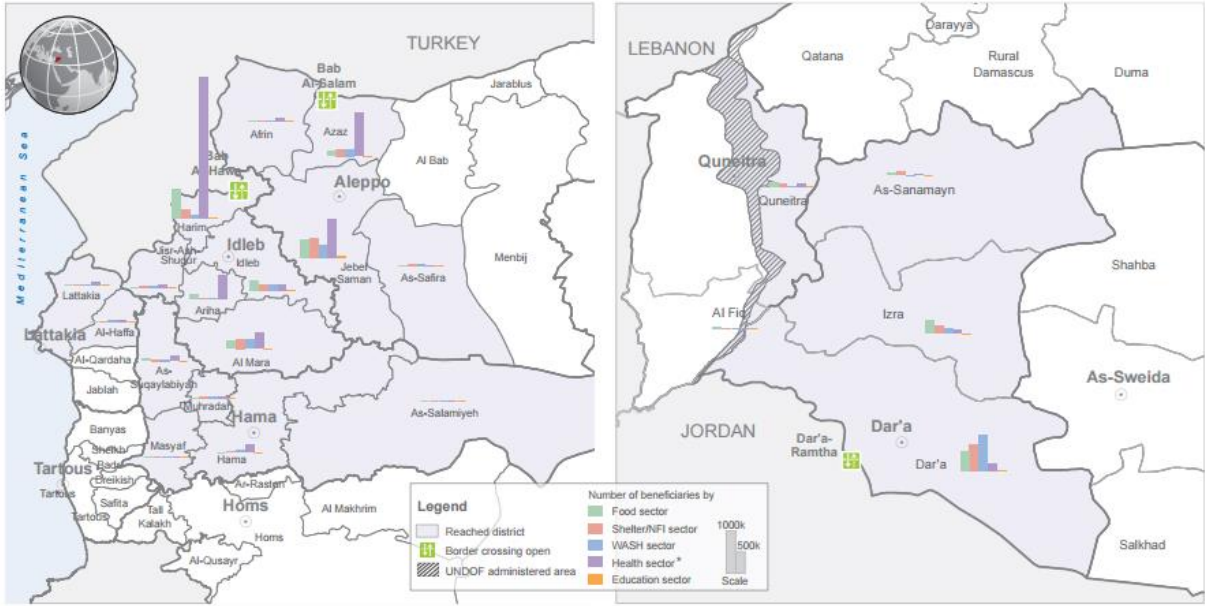 TURKEY
Bab
Al-Salam
Jarablus
Afrin
Azaz
Al Bab
Bab
Aleppo
Menbij
Harim
Idleb
Jisr-Ash-
Shugur
Idleb
Jebel
Saman
As-Safira
Ariha
Mediterranean Sea
Lattakia
Lattakia
Al-Haffa
Al-Qardaha
Al Mara
As-
Suqaylabiyah
Jablah
Muhradah
Hama
As-Salamiyeh
Banyas
Masyaf
Hama
Sheikh
Badr
Tartous
Dreikish
Tartous
Ar-Rastan
Safita
Tall
Kalakh
Tartous
Homs
Homs
Al Makhrim
Al-Qusayr
Legend
Reached district
Border crossing open
UNDOF administered area
Number of beneficiaries by
Food sector
Shelter/NFI sector
WASH sector
Health sector*
Education sector
1000k
500k
Scale
LEBANON
Qatana
Darayya
Rural
Damascus
Duma
Quneitra
Quneitra
As-Sanamayn
Shahba
Al Fiq
Izra
As-Sweida
JORDAN
Dar'a-
Ramtha
Dar'a
Dar'a
Salkhad